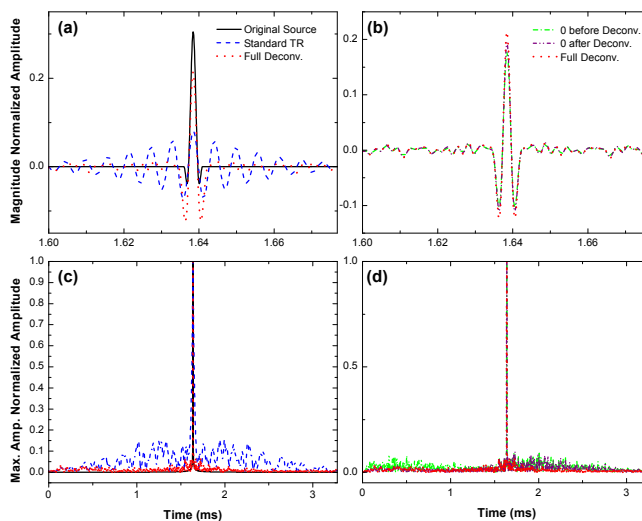 (a)
Original Source
Standard TR
Full Deconv.
(b)
0 before Deconv.
0 after Deconv.
Full Deconv.
Magnitude Normalized Amplitude
0.2
0.0
1.60 1.62 1.64 1.66
0.2
0.1
0.0
-0.1
1.60 1.62 1.64 1.66
(c)
(d)
Max. Amp. Normalized Amplitude
1.0
0.9
0.8
0.7
0.6
0.5
0.4
0.3
0.2
0.1
0.0
0 1 2 3
Time (ms)
1.0
0.5
0.0
0 1 2 3
Time (ms)